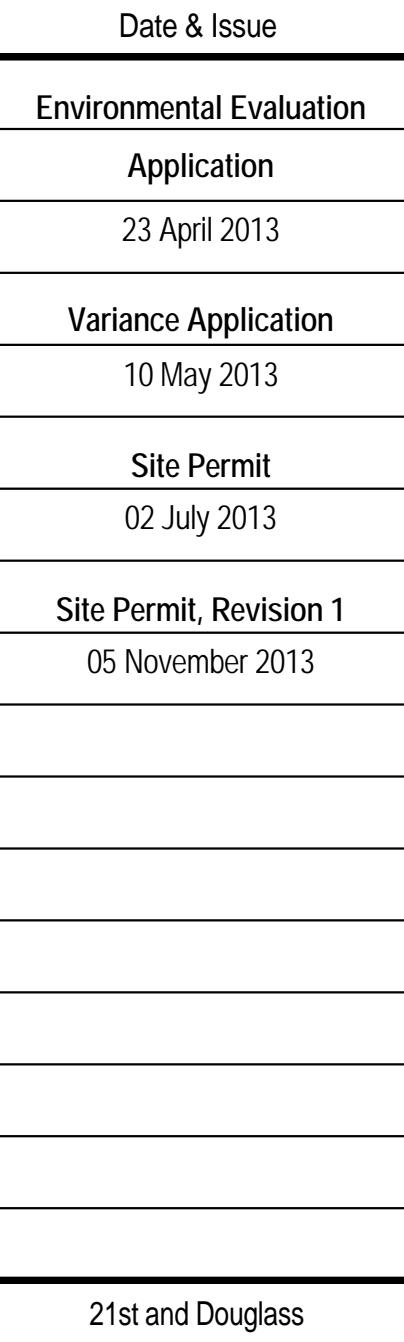 Date & Issue
Environmental Evaluation
Application
23 April 2013
Variance Application
10 May 2013
Site Permit
02 July 2013
Site Permit, Revision 1
05 November 2013
21st and Douglass